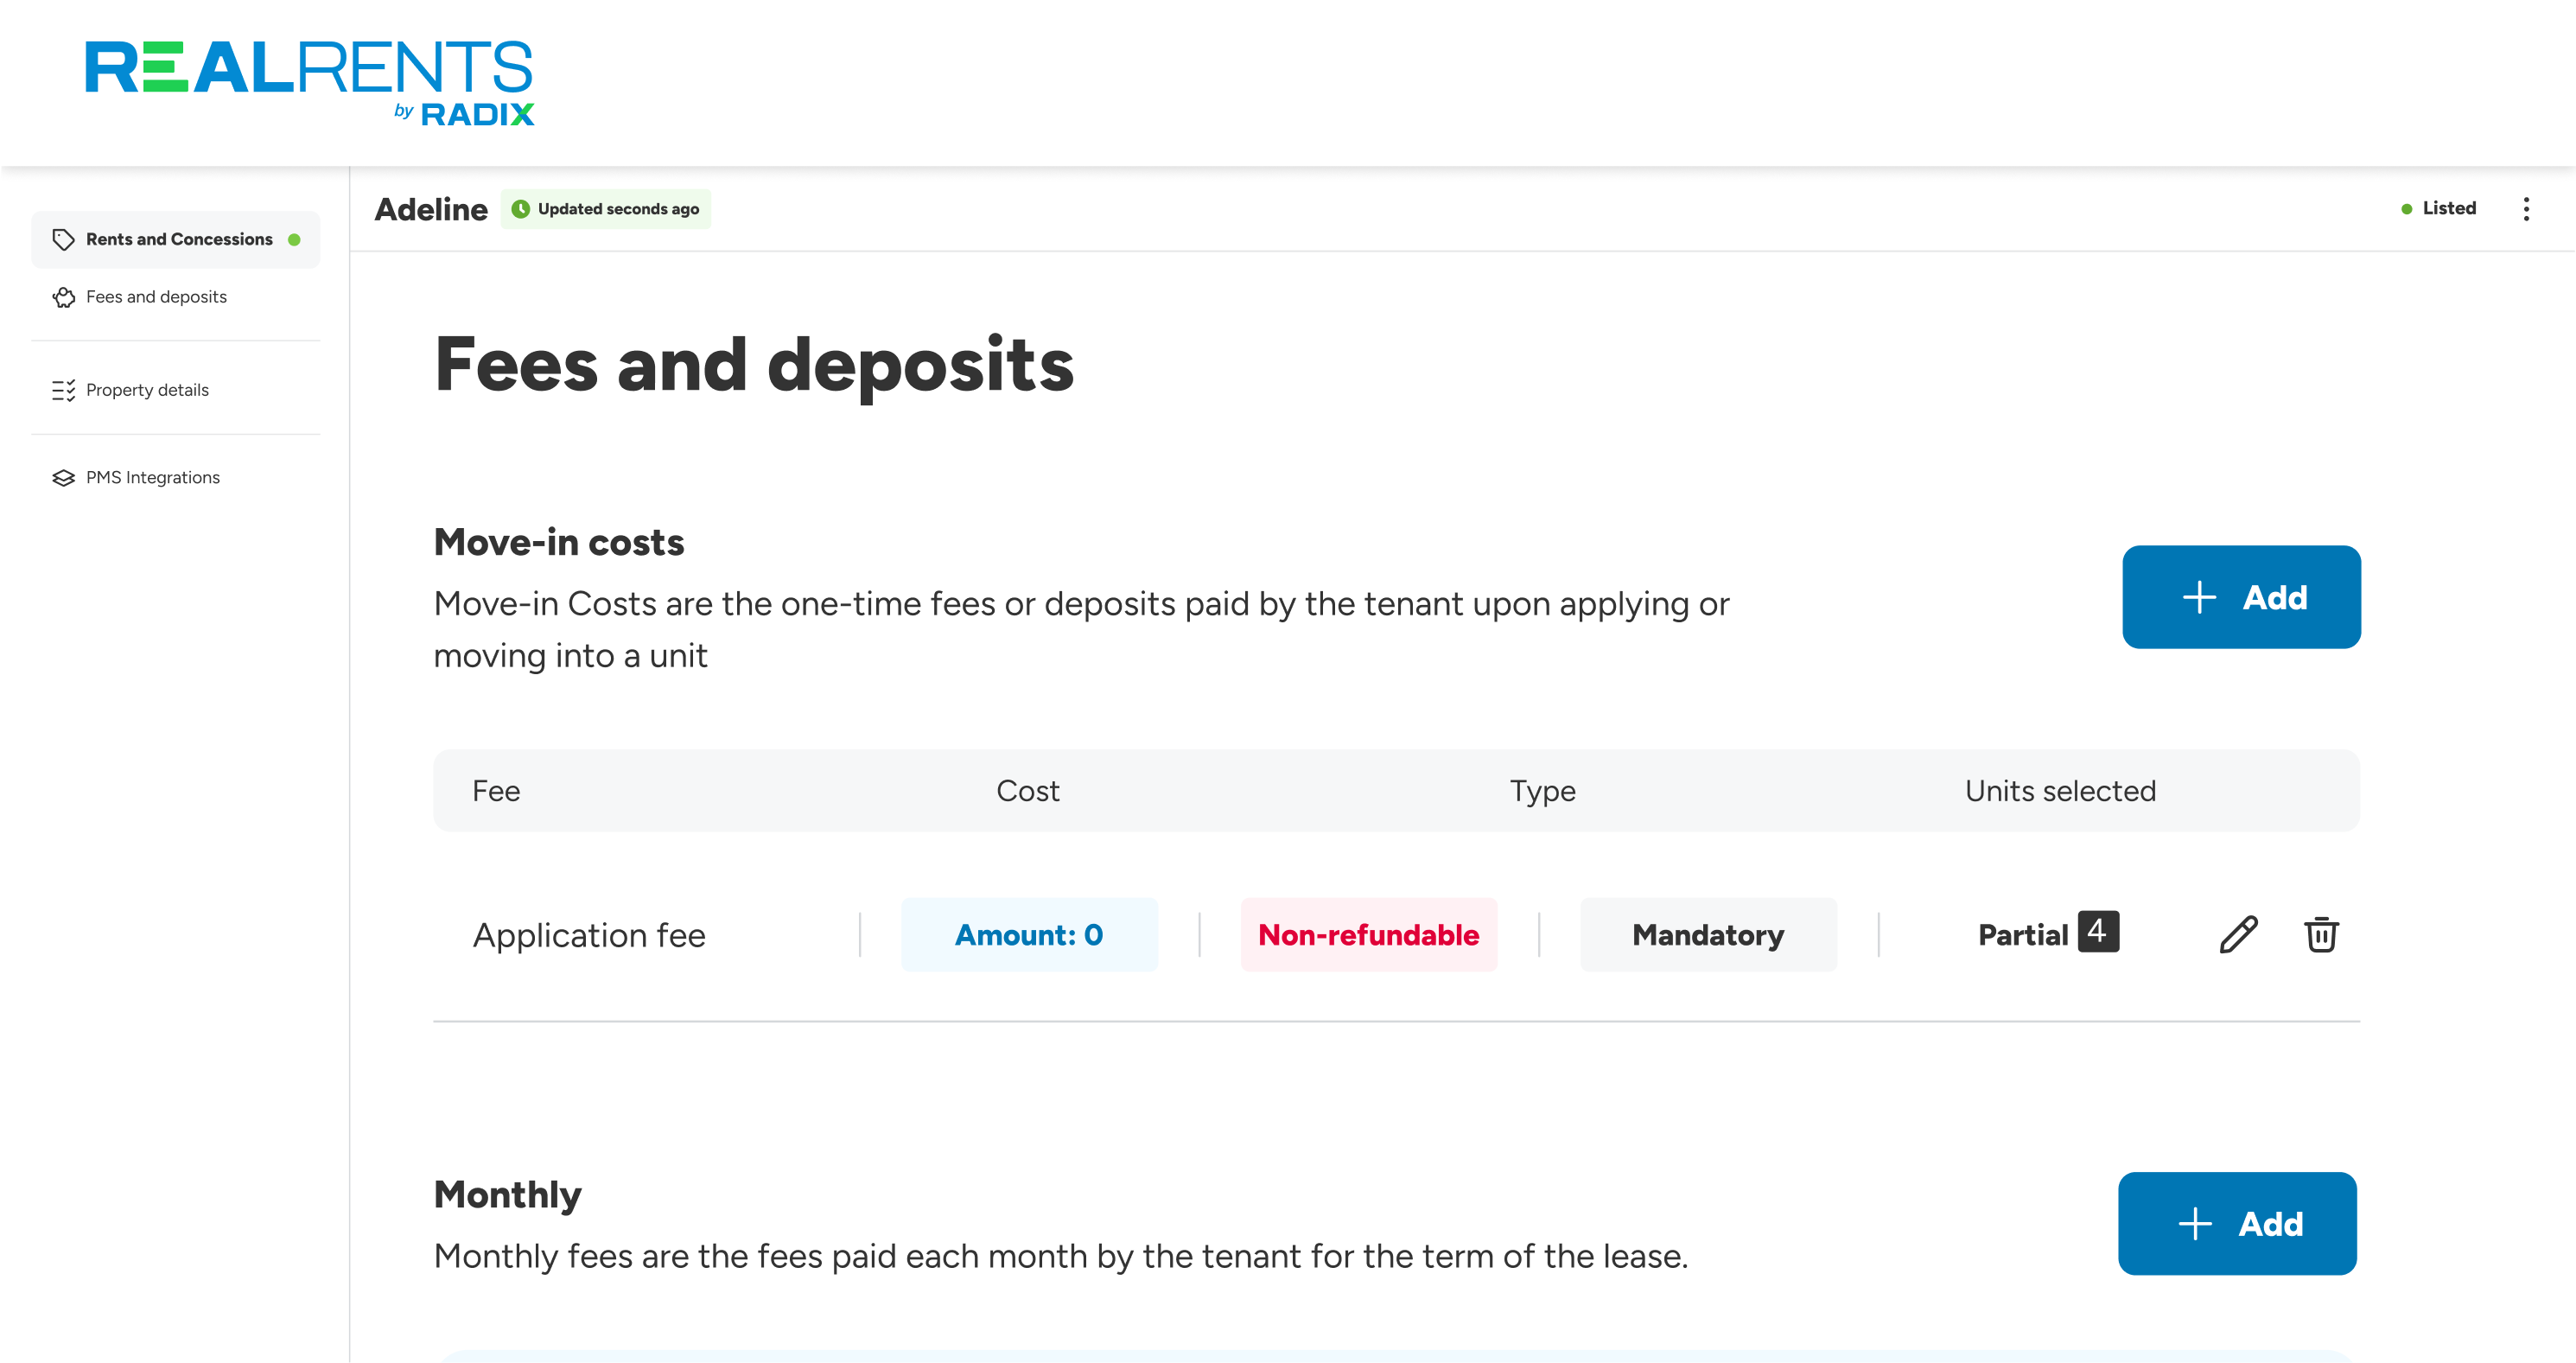 REALRENTS
by RADIX
Adeline
Updated seconds ago
Listed
Rents and Concessions
Fees and deposits
Property details
PMS Integrations
Fees and deposits
Move-in costs
Move-in Costs are the one-time fees or deposits paid by the tenant upon applying or
moving into a unit
Add
Fee Cost Type Units selected
Application fee Amount: 0 Non-refundable Mandatory Partial 4
Monthly
Monthly fees are the fees paid each month by the tenant for the term of the lease.
Add